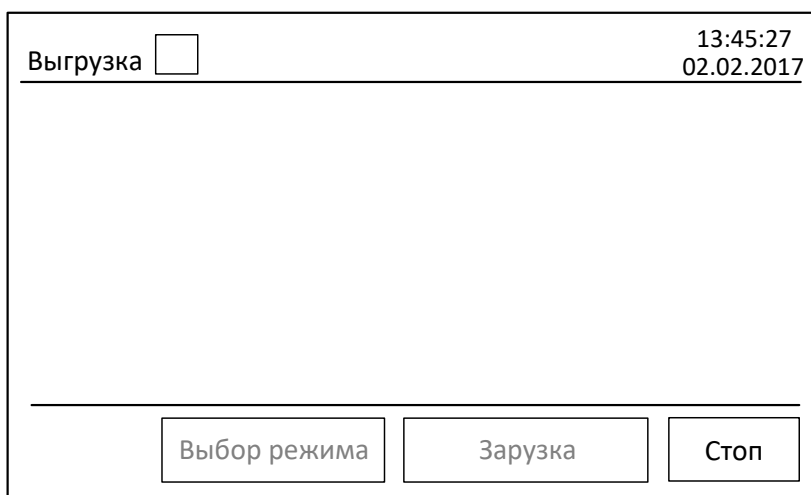 Выгрузка
13:45:27
02.02.2017
Выбор режима
Зарузка
Стоп